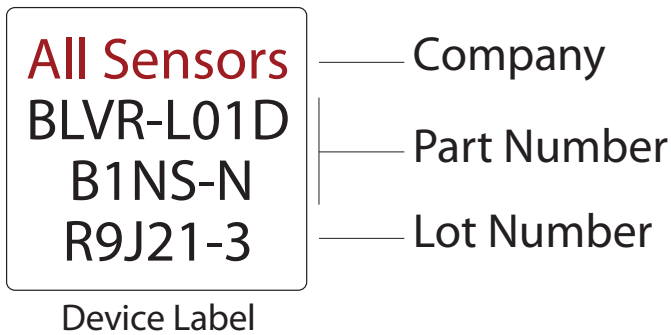 All Sensors
BLVR-L01D
B1NS-N
R9J21-3
Company
Part Number
Lot Number
Device Label